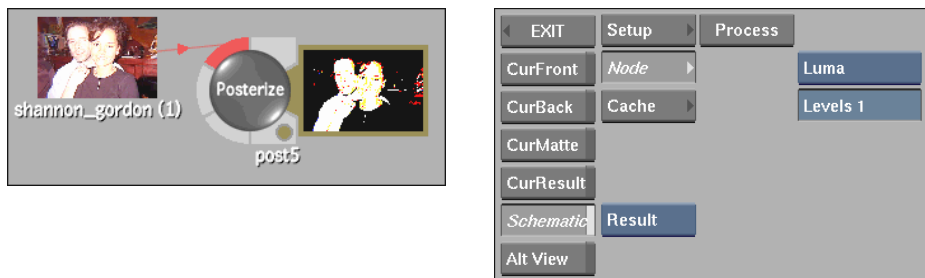 Posterize
shannon_gordon (1)
post5
EXIT Setup Process
CurFront Node Luma
CurBack Cache Levels 1
CurMatte
CurResult
Schematic Result
Alt View